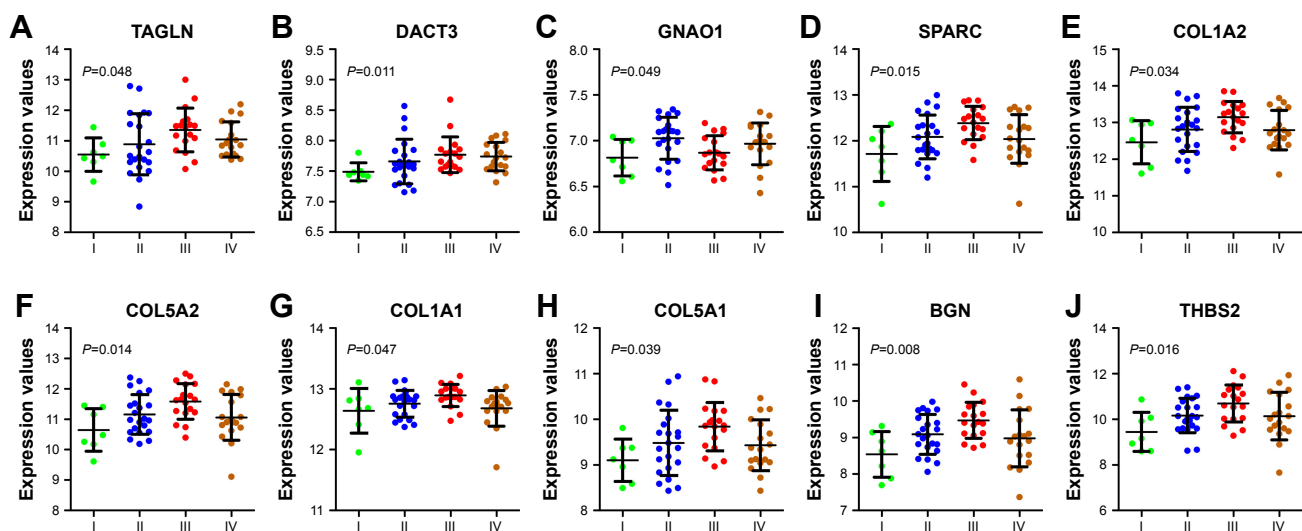 A TAGLN
Expression values
P=0.048
14
13
12
11
10
9
8
I II III IV
B DACT3
Expression values
P=0.011
9.5
9.0
8.5
8.0
7.5
7.0
6.5
I II III IV
C GNAO1
Expression values
P=0.049
8.0
7.5
7.0
6.5
6.0
I II III IV
D SPARC
Expression values
P=0.015
14
13
12
11
10
I II III IV
E COL1A2
Expression values
P=0.034
15
14
13
12
11
10
I II III IV
F COL5A2
Expression values
P=0.014
14
13
12
11
10
9
8
I II III IV
G COL1A1
Expression values
P=0.047
14
13
12
11
I II III IV
H COL5A1
Expression values
P=0.039
12
11
10
9
8
I II III IV
I BGN
Expression values
P=0.008
12
11
10
9
8
7
I II III IV
J THBS2
Expression values
P=0.016
14
12
10
8
6
I II III IV